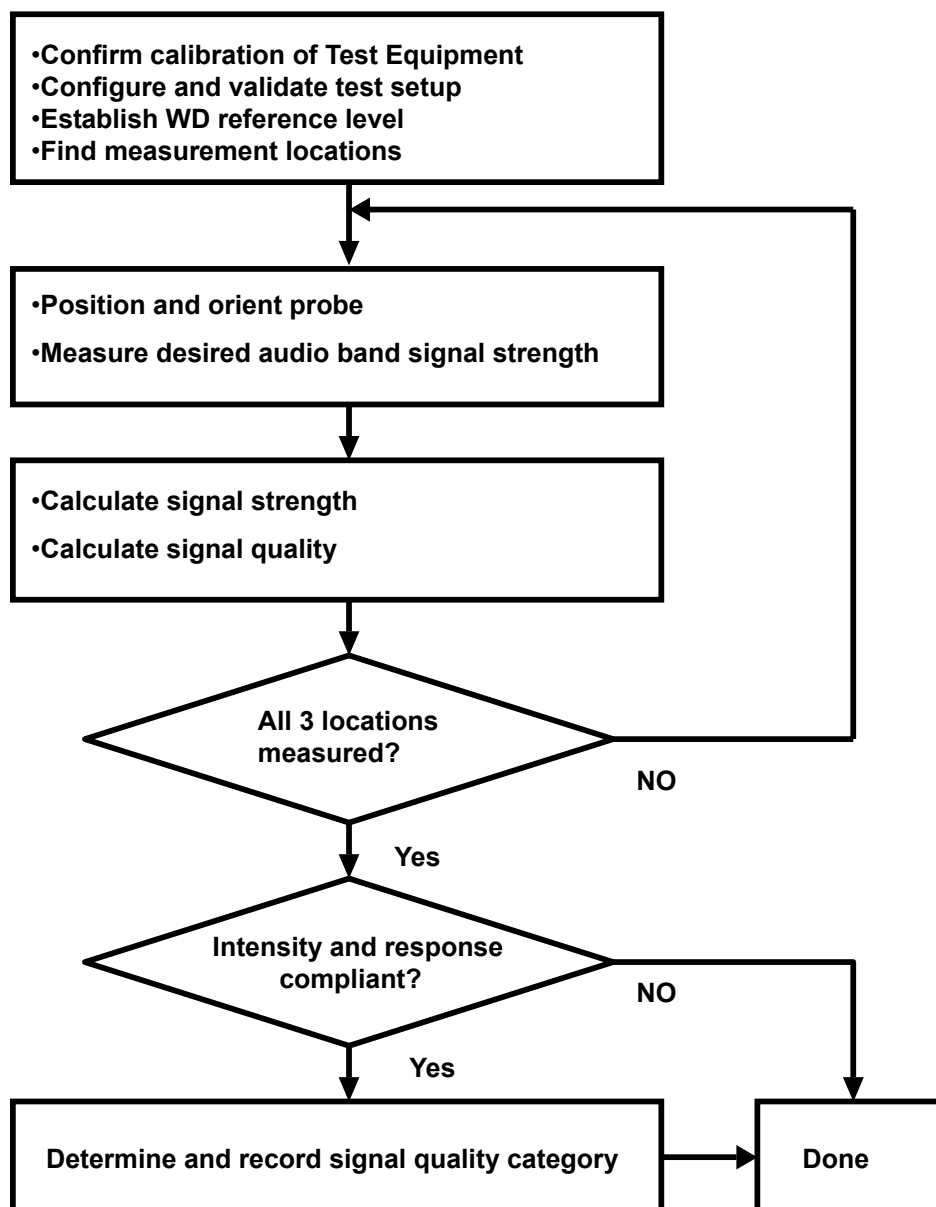 •Confirm calibration of Test Equipment
•Configure and validate test setup
•Establish WD reference level
•Find measurement locations
•Position and orient probe
•Measure desired audio band signal strength
•Calculate signal strength
•Calculate signal quality
All 3 locations
measured?
NO
Yes
Intensity and response
compliant?
NO
Yes
Determine and record signal quality category
Done